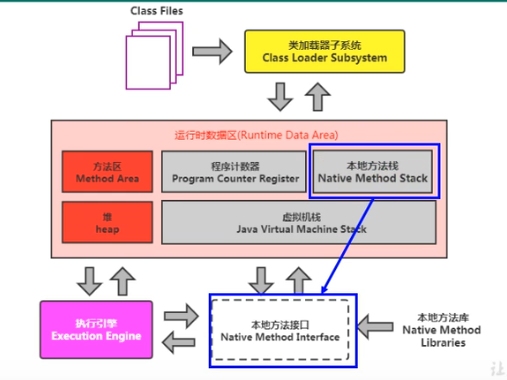 Class Files
类加载器子系统
Class Loader Subsystem
运行时数据区(Runtime Data Area)
方法区
Method Area
程序计数器
Program Counter Register
本地方法栈
Native Method Stack
堆
heap
虚拟机栈
Java Virtual Machine Stack
执行引擎
Execution Engine
本地方法接口
Native Method Interface
本地方法库
Native Method
Libraries
让